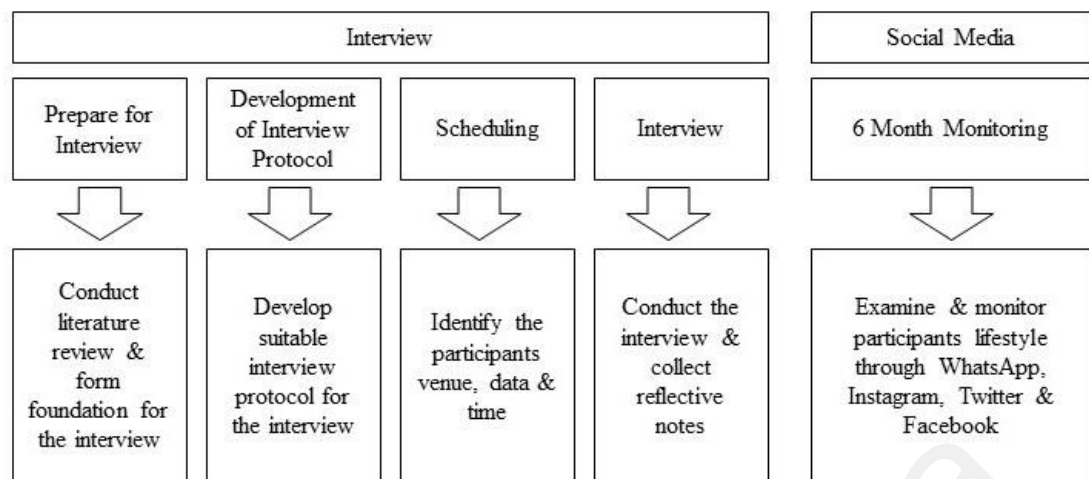 Interview
Social Media
Prepare for
Interview
Development
of Interview
Protocol
Scheduling
Interview
6 Month Monitoring
Conduct
literature
review &
form
foundation for
the interview
Develop
suitable
interview
protocol for
the interview
Identify the
participants
venue, data &
time
Conduct the
interview &
collect
reflective
notes
Examine & monitor
participants lifestyle
through WhatsApp,
Instagram, Twitter &
Facebook